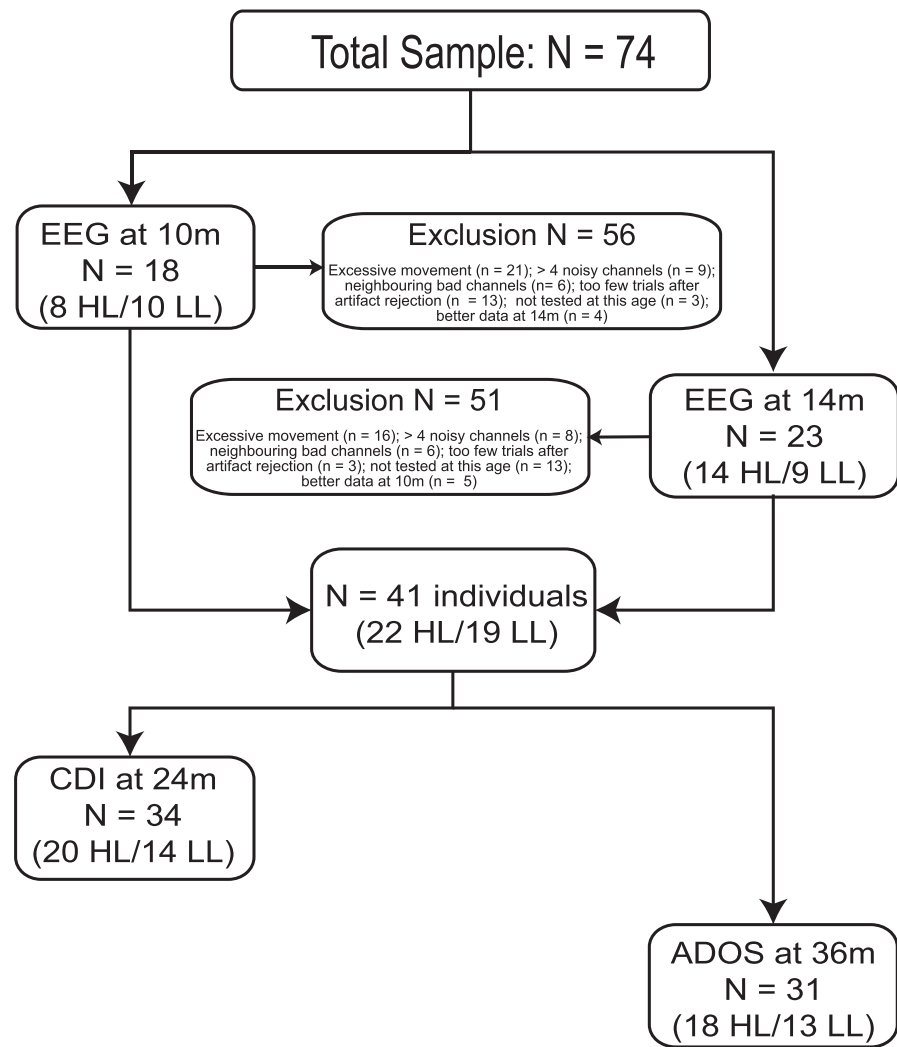 Total Sample: N = 74
EEG at 10m
N = 18
(8 HL/10 LL)
Exclusion N = 56
Excessive movement (n = 21); > 4 noisy channels (n = 9);
neighbouring bad channels (n= 6); too few trials after
artifact rejection (n = 13); not tested at this age (n = 3);
better data at 14m (n = 4)
Exclusion N = 51
Excessive movement (n = 16); > 4 noisy channels (n = 8);
neighbouring bad channels (n = 6); too few trials after
artifact rejection (n = 3); not tested at this age (n = 13);
better data at 10m (n = 5)
EEG at 14m
N = 23
(14 HL/9 LL)
N = 41 individuals
(22 HL/19 LL)
CDI at 24m
N = 34
(20 HL/14 LL)
ADOS at 36m
N = 31
(18 HL/13 LL)